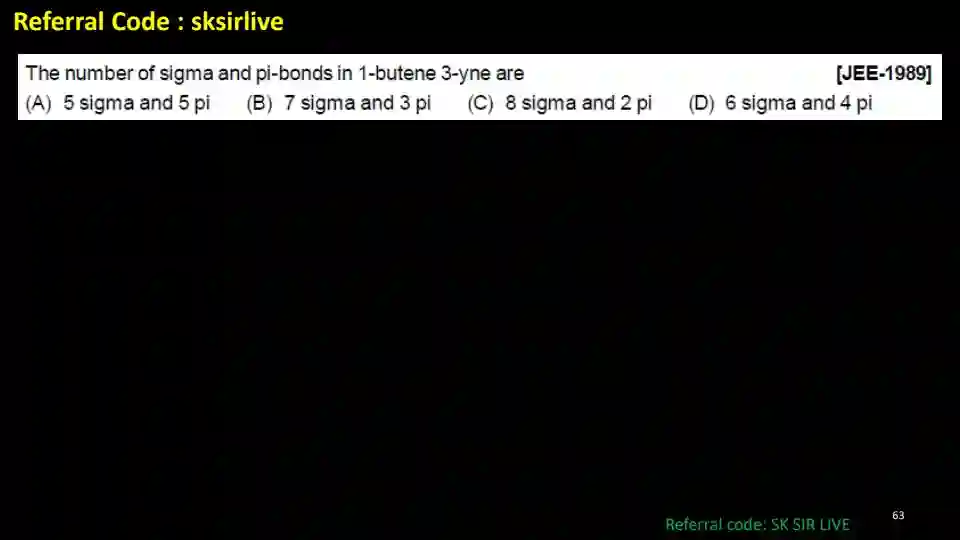 Referral Code : sksirlive
The number of sigma and pi-bonds in 1-butene 3-yne are [JEE-1989]
(A) 5 sigma and 5 pi (B) 7 sigma and 3 pi (C) 8 sigma and 2 pi (D) 6 sigma and 4 pi
Referral code: SK SIR LIVE 63